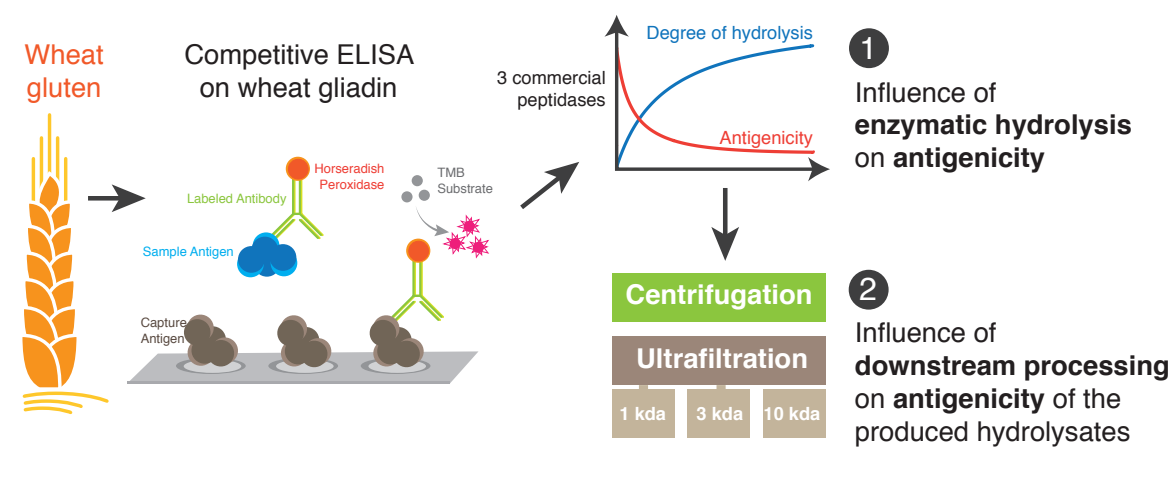 Wheat
gluten
Competitive ELISA
on wheat gliadin
Horseradish
Peroxidase
Labeled Antibody
TMB
Substrate
Sample Antigen
Capture
Antigen
3 commercial
peptidases
Degree of hydrolysis
Antigenicity
1
Influence of
enzymatic hydrolysis
on antigenicity
Centrifugation
Ultrafiltration
1 kda
3 kda
10 kda
2
Influence of
downstream processing
on antigenicity of the
produced hydrolysates